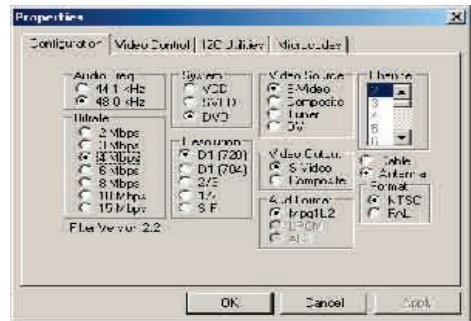 Properties
Configuration Video Control I2C Utilities Microcodes
Audio Freq
44.1 kHz
48.0 kHz
Bitrate
2 Mbps
3 Mbps
4 Mbps
6 Mbps
8 Mbps
10 Mbps
15 Mbps
Filter Version 2.2
System
VCD
SVCD
DVD
Resolution
D1 (720)
D1 (704)
2/3
1/2
SIF
Video Source
S-Video
Composite
Tuner
DV
Video Output
S-Video
Composite
Aud Format
Mpg1L2
LPCM
Channel
2
3
4
5
6
Cable
Antenna
Format
NTSC
PAL
OK Cancel Apply